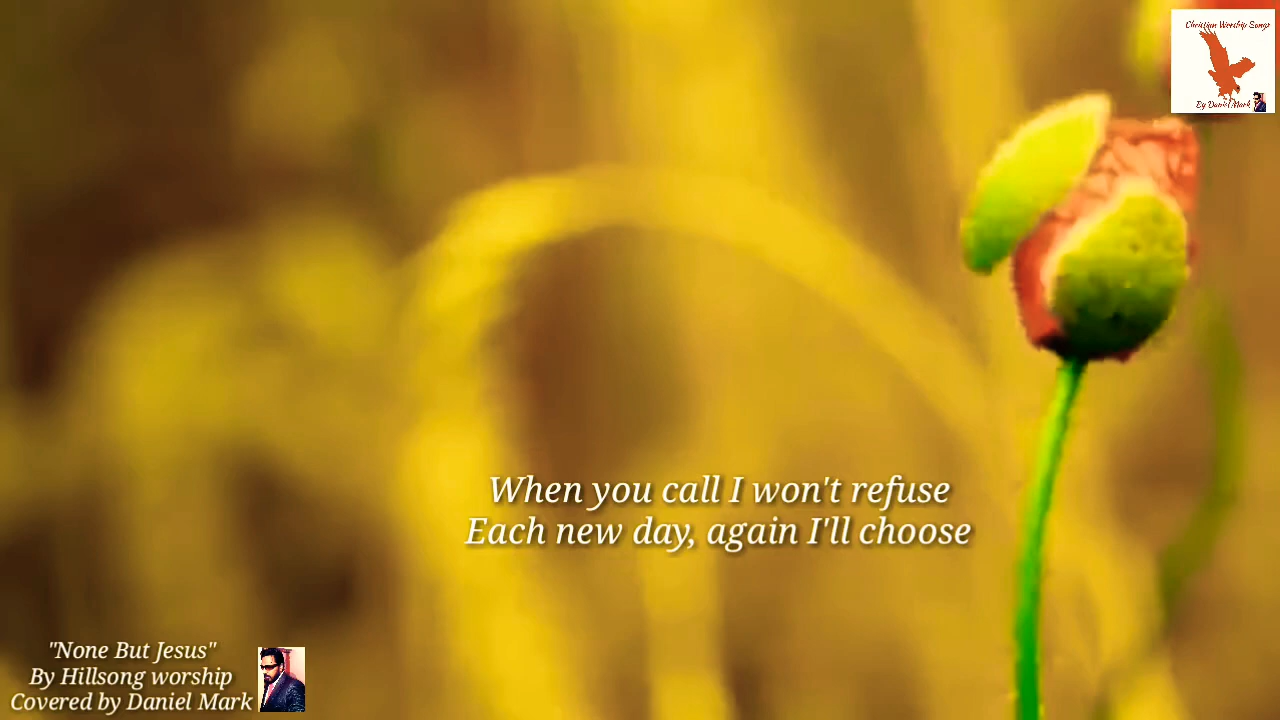 Christian Worship Songs
By Daniel Mark
When you call I won't refuse
Each new day, again I'll choose
"None But Jesus"
By Hillsong worship
Covered by Daniel Mark